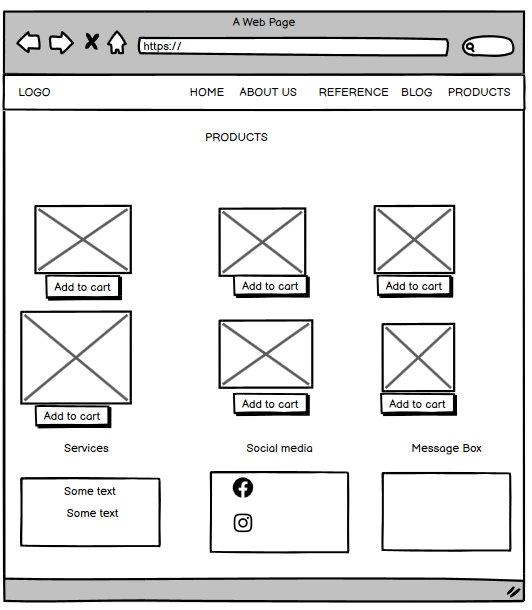 A Web Page
https://
LOGO HOME ABOUT US REFERENCE BLOG PRODUCTS
PRODUCTS
Add to cart Add to cart Add to cart
Add to cart Add to cart Add to cart
Services Social media Message Box
Some text
Some text